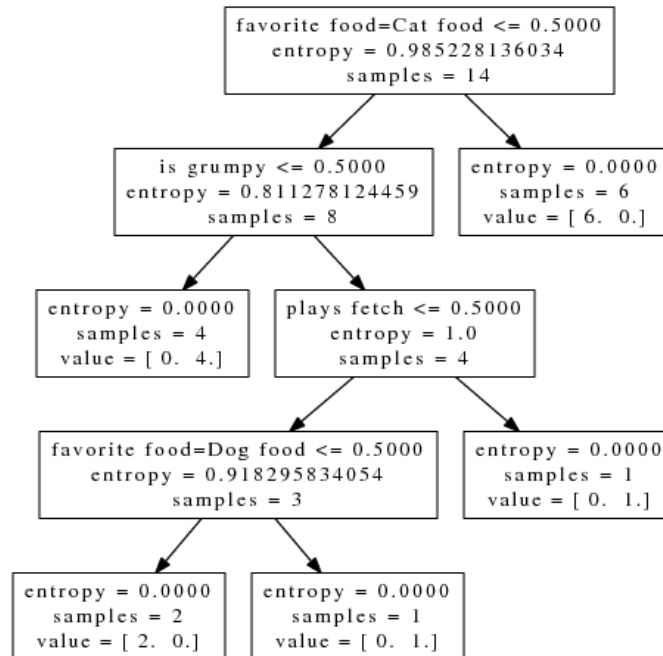 favorite food=Cat food <= 0.5000
entropy = 0.985228136034
samples = 14
is grumpy <= 0.5000
entropy = 0.811278124459
samples = 8
entropy = 0.0000
samples = 6
value = [ 6. 0.]
entropy = 0.0000
samples = 4
value = [ 0. 4.]
plays fetch <= 0.5000
entropy = 1.0
samples = 4
favorite food=Dog food <= 0.5000
entropy = 0.918295834054
samples = 3
entropy = 0.0000
samples = 1
value = [ 0. 1.]
entropy = 0.0000
samples = 2
value = [ 2. 0.]
entropy = 0.0000
samples = 1
value = [ 0. 1.]